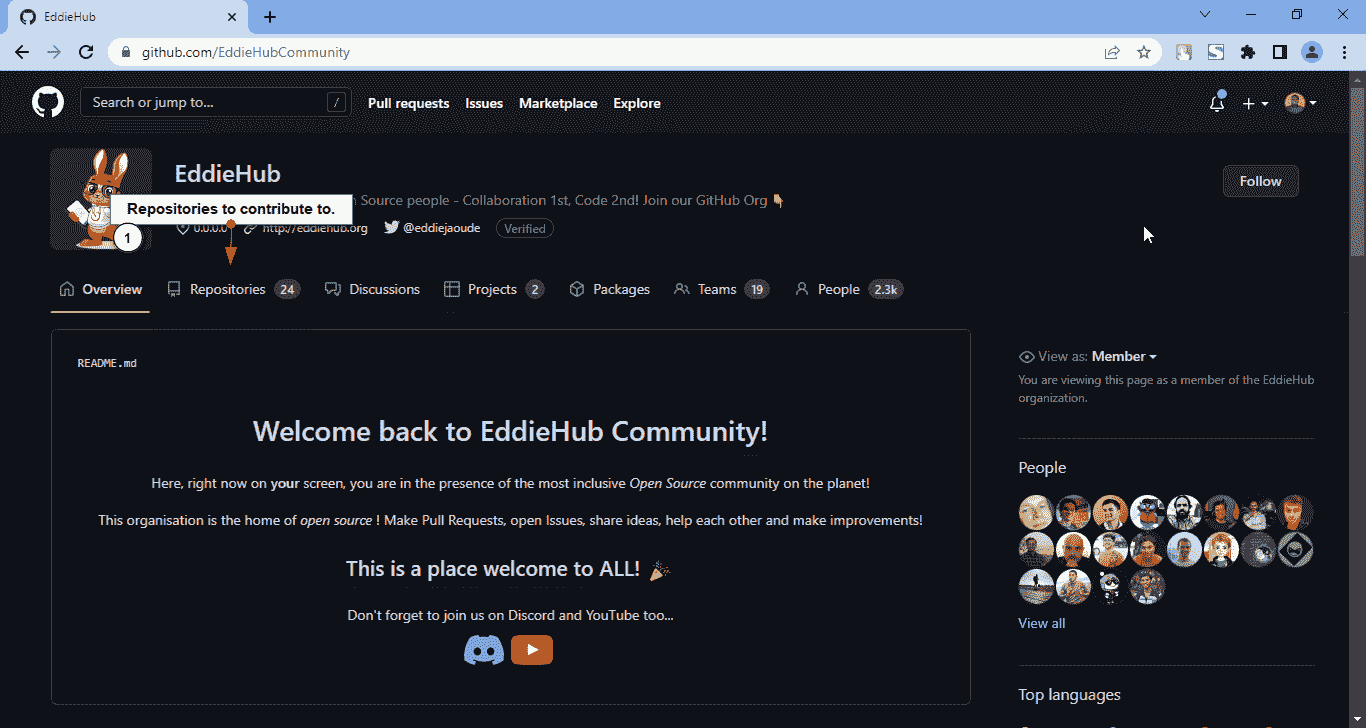 EddieHub
github.com/EddieHubCommunity
Search or jump to... /
Pull requests Issues Marketplace Explore
EddieHub
Follow
Source people - Collaboration 1st, Code 2nd! Join our GitHub Org 👇
Repositories to contribute to.
0.0.0.0 http://eddiehub.org @eddiejaoude Verified
1
Overview Repositories 24 Discussions Projects 2 Packages Teams 19 People 2.3k
README.md
Welcome back to EddieHub Community!
Here, right now on your screen, you are in the presence of the most inclusive Open Source community on the planet!
This organisation is the home of open source ! Make Pull Requests, open Issues, share ideas, help each other and make improvements!
This is a place welcome to ALL! 🎉
Don't forget to join us on Discord and YouTube too...
View as: Member
You are viewing this page as a member of the EddieHub
organization.
People
View all
Top languages